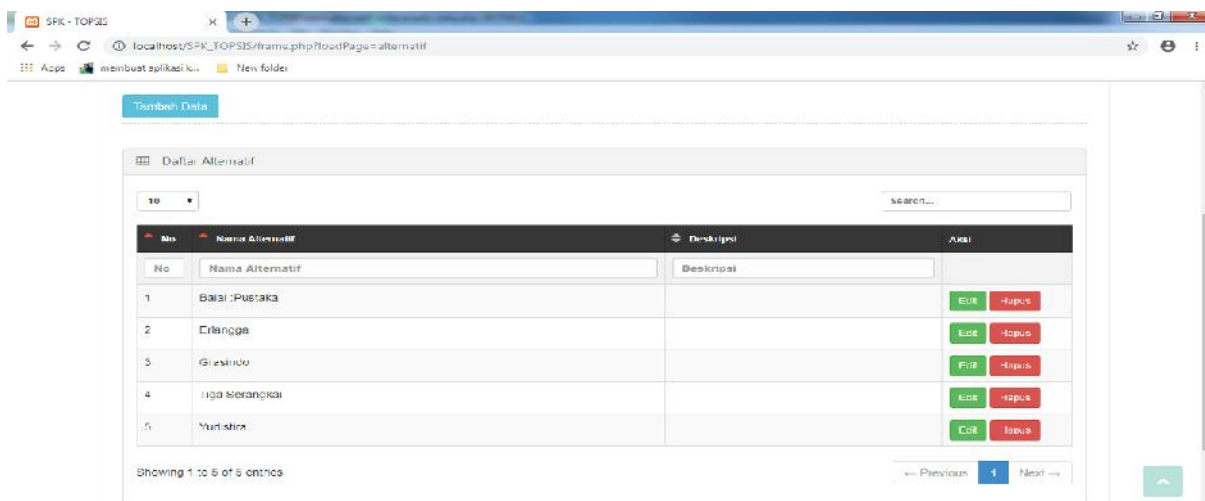 SPK - TOPSIS
localhost/SPK_TOPSIS/frame.php?loadPage=alternatif
Apps membuat aplikasi k... New folder
Tambah Data
Daftar Alternatif
10 Search...
No Nama Alternatif Deskripsi Aksi
No Nama Alternatif Deskripsi
1 Balai :Pustaka Edit Hapus
2 Erlangga Edit Hapus
3 Grasindo Edit Hapus
4 Tiga Serangkai Edit Hapus
5 Yudistira Edit Hapus
Showing 1 to 5 of 5 entries ← Previous 1 Next →